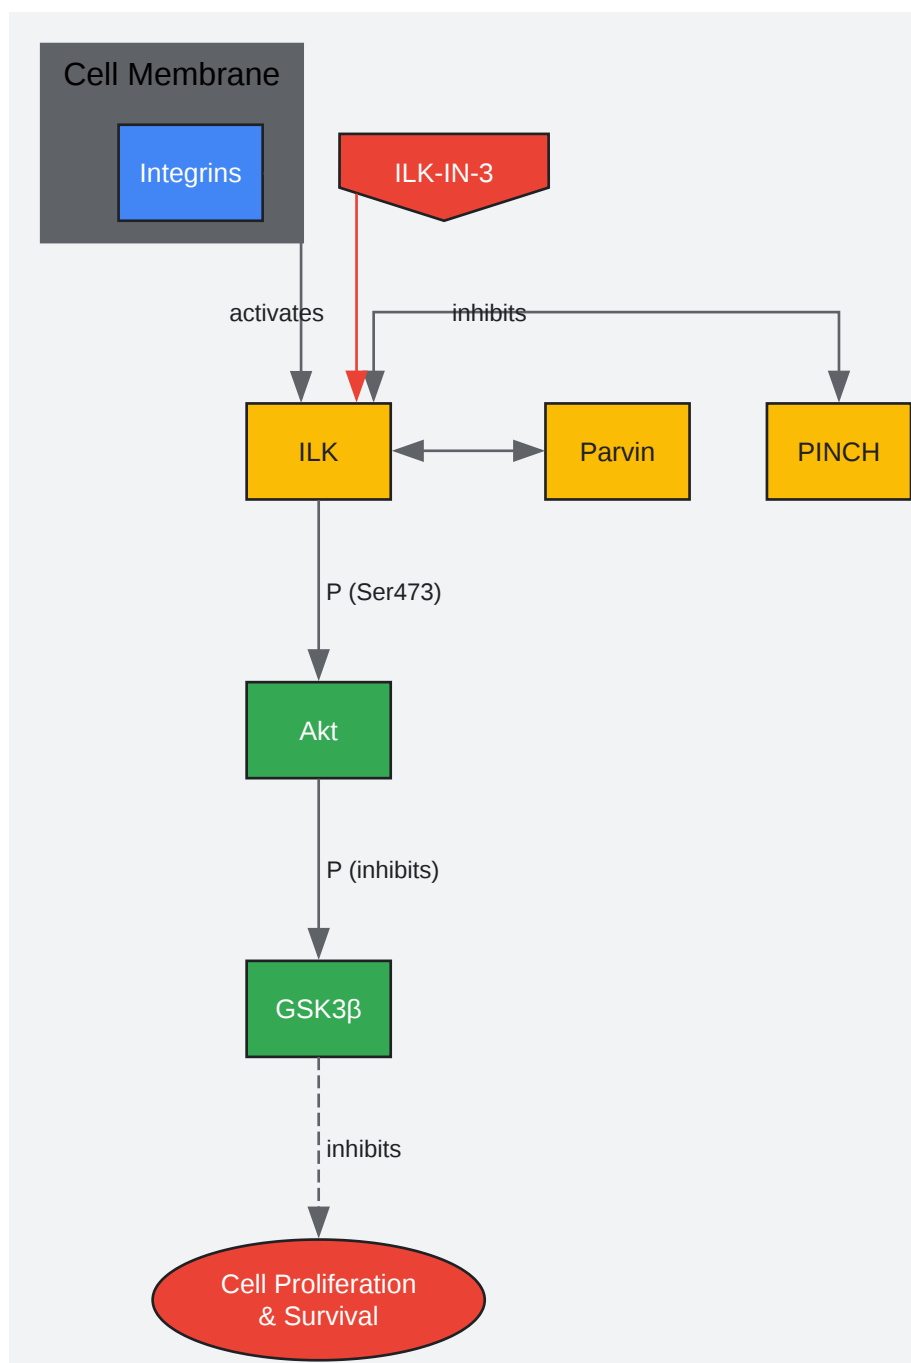 Cell Membrane
Integrins
ILK-IN-3
activates
inhibits
ILK
Parvin
PINCH
P (Ser473)
Akt
P (inhibits)
GSK3β
inhibits
Cell Proliferation
& Survival